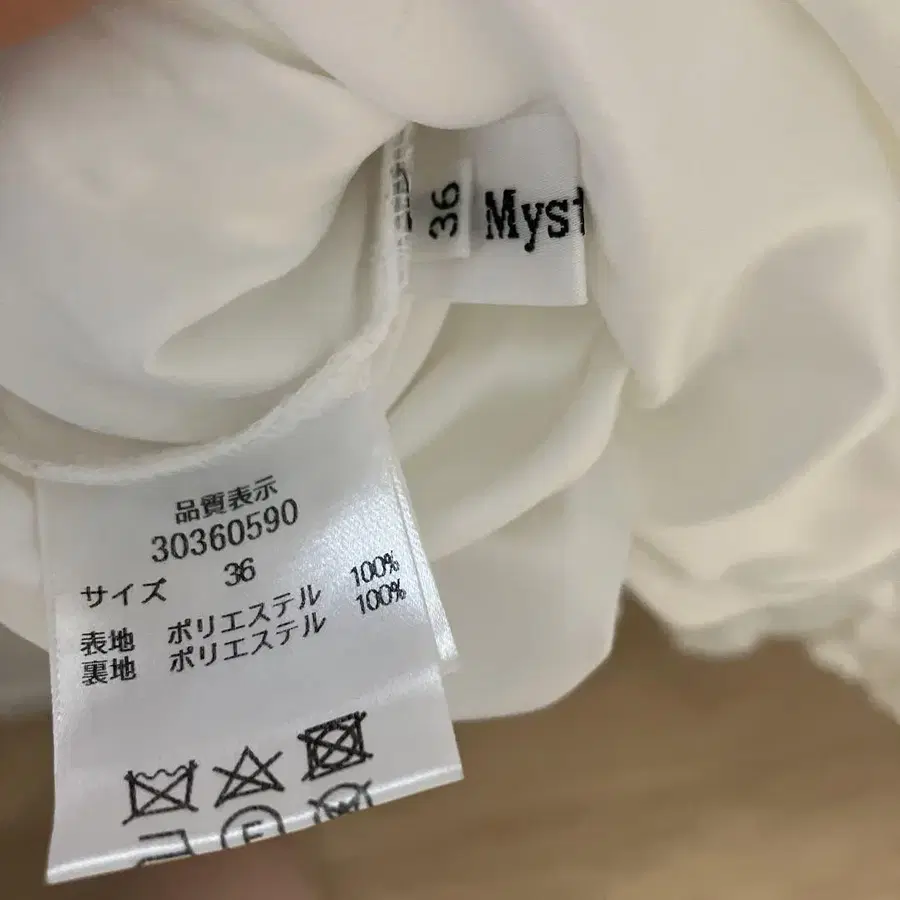 36
Myst
品質表示
30360590
サイズ 36
表地 ポリエステル 100%
裏地 ポリエステル 100%
F